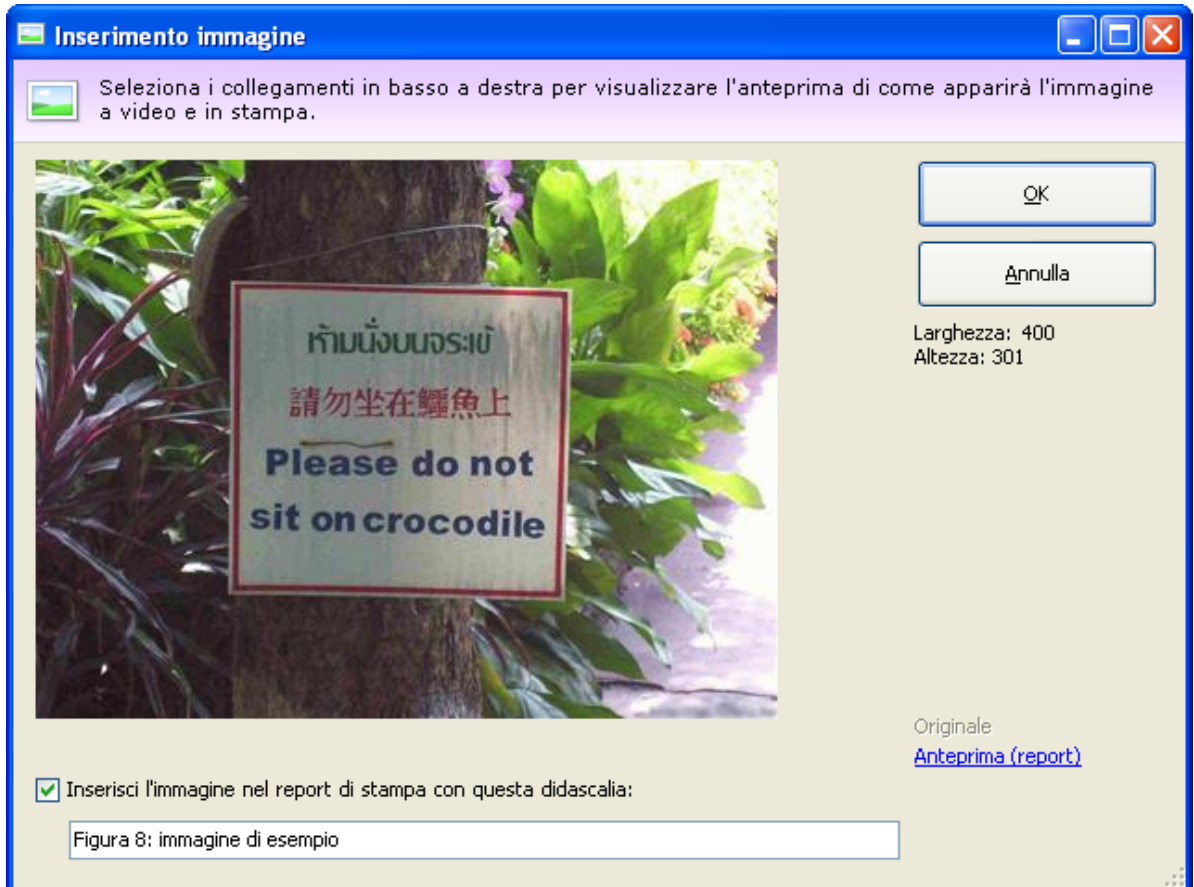 Inserimento immagine
Seleziona i collegamenti in basso a destra per visualizzare l'anteprima di come apparirà l'immagine
a video e in stampa.
ห้ามนั่งบนจระเข้
請勿坐在鱷魚上
Please do not
sit on crocodile
OK
Annulla
Larghezza: 400
Altezza: 301
Originale
Anteprima (report)
Inserisci l'immagine nel report di stampa con questa didascalia:
Figura 8: immagine di esempio